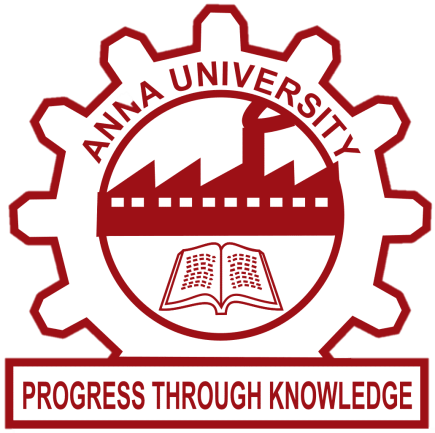 ANNA UNIVERSITY
PROGRESS THROUGH KNOWLEDGE